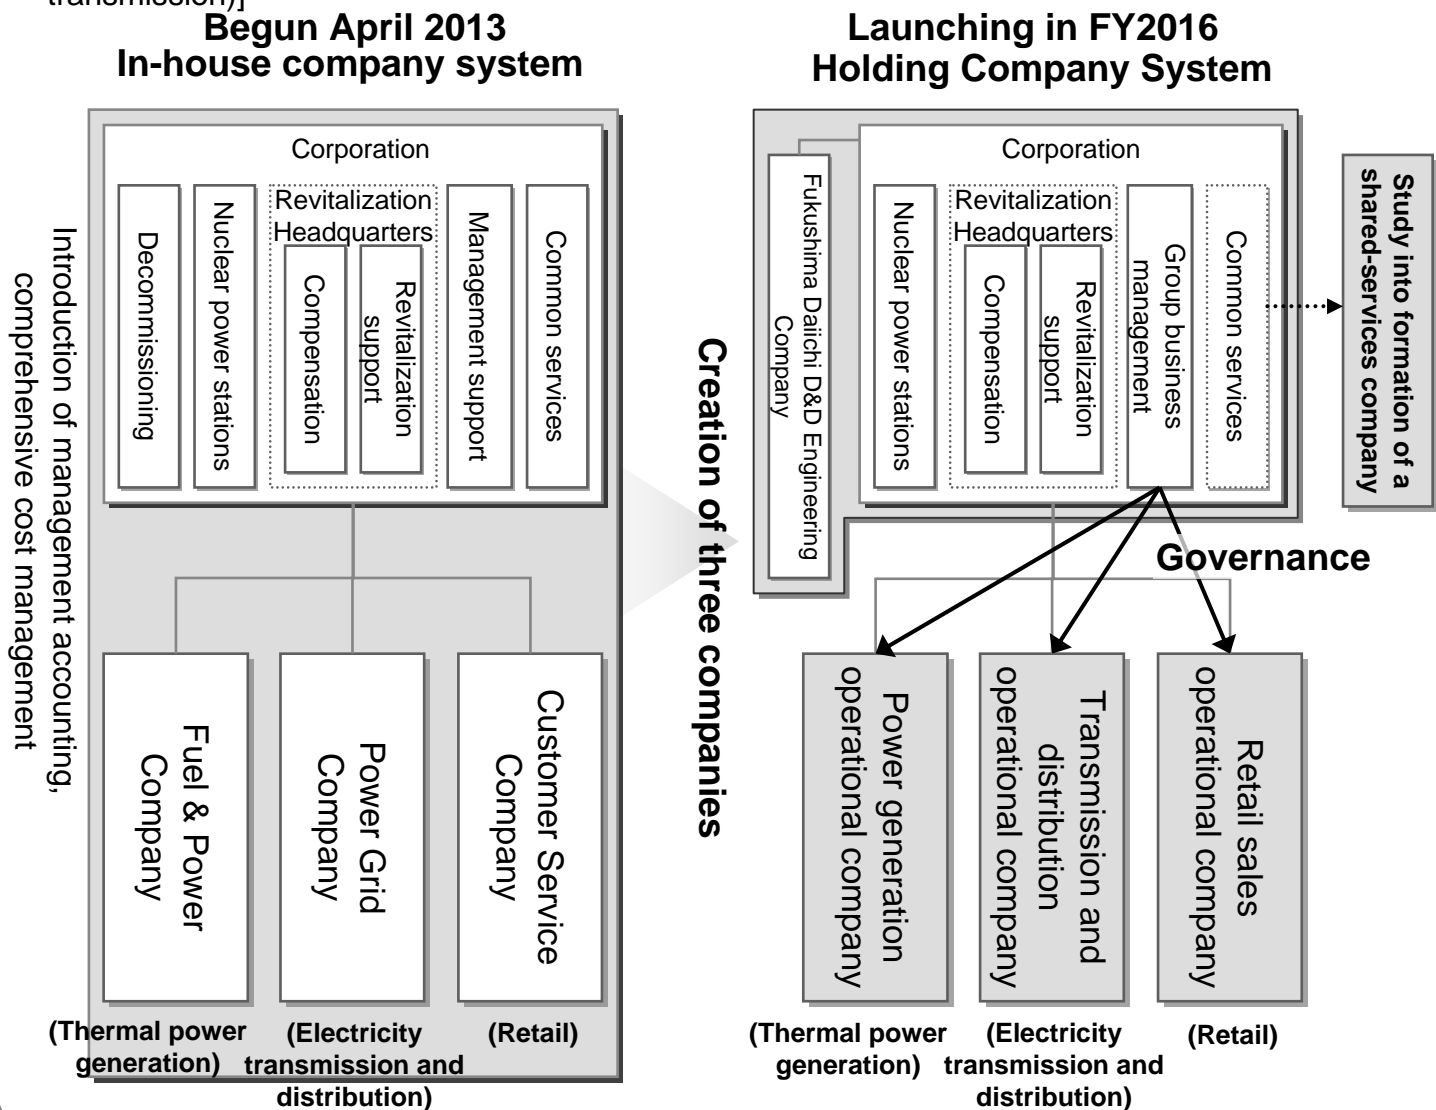 transmission)]
Begun April 2013
In-house company system
Introduction of management accounting,
comprehensive cost management
Corporation
Decommissioning
Nuclear power stations
Revitalization
Headquarters
Compensation
Revitalization
support
Management support
Common services
Fuel & Power
Company
Power Grid
Company
Customer Service
Company
(Thermal power
generation)
(Electricity
transmission and
distribution)
(Retail)
Creation of three companies
Launching in FY2016
Holding Company System
Fukushima Daiichi D&D Engineering
Company
Corporation
Nuclear power stations
Revitalization
Headquarters
Compensation
Revitalization
support
Group business
management
Common services
Study into formation of a
shared-services company
Governance
Power generation
operational company
Transmission and
distribution
operational company
Retail sales
operational company
(Thermal power
generation)
(Electricity
transmission and
distribution)
(Retail)